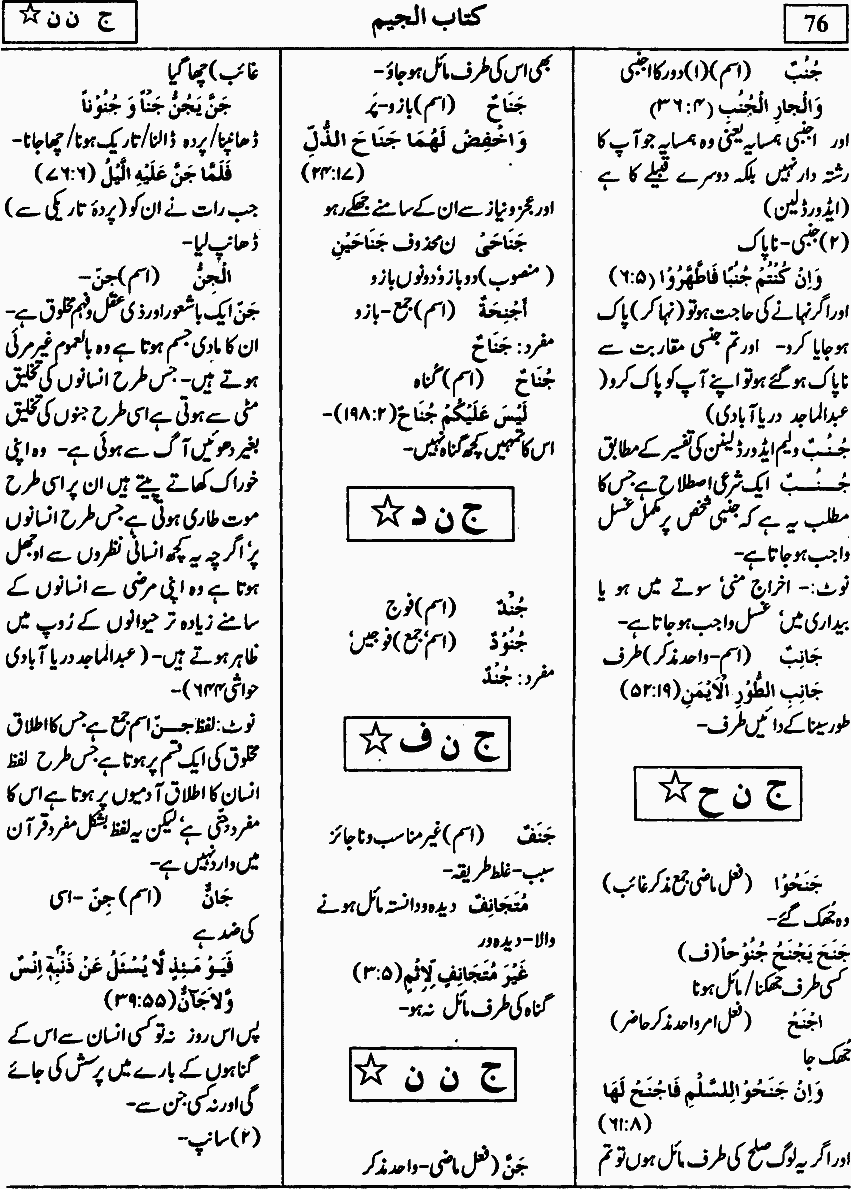 76
کتاب الجیم
ج ن ن ☆
جُنُبٌ (اسم) (۱) دور کا اجنبی
وَالْجَارِ الْجُنُبِ (۳۶:۴)
اور اجنبی ہمسایہ یعنی وہ ہمسایہ جو آپ کا
رشتہ دار نہیں بلکہ دوسرے قبیلے کا ہے
(ایڈورڈ لین)
(۲) جنبی-ناپاک
وَاِنْ كُنْتُمْ جُنُبًا فَاطَّهَّرُوْا (۶:۵)
اور اگر نہانے کی حاجت ہو تو (نہا کر) پاک
ہو جایا کرو- اور تم جنسی مقاربت سے
ناپاک ہو گئے ہو تو اپنے آپ کو پاک کرو (
عبدالماجد دریا آبادی)
جُنُبٌ ولیم ایڈورڈ لین کی تفسیر کے مطابق
جُنُبٌ ایک شرعی اصطلاح ہے جس کا
مطلب یہ ہے کہ جنبی شخص پر مکمل غسل
واجب ہو جاتا ہے-
نوٹ:- اخراج منی' سوتے میں ہو یا
بیداری میں' غسل واجب ہو جاتا ہے-
جَانِبٌ (اسم-واحد مذکر) طرف
جَانِبِ الطُّوْرِ الْاَيْمَنِ (۵۲:۱۹)
طور سینا کے دائیں طرف-
ج ن ح ☆
جَنَحُوْا (فعل ماضی جمع مذکر غائب)
وہ جُھک گئے-
جَنَحَ يَجْنَحُ جُنُوْحاً (ف)
کسی طرف جھکنا/مائل ہونا
اجْنَحْ (فعل امر واحد مذکر حاضر)
جُھک جا
وَاِنْ جَنَحُوْا لِلسَّلْمِ فَاجْنَحْ لَهَا
(۶۱:۸)
اور اگر یہ لوگ صلح کی طرف مائل ہوں تو تم
بھی اس کی طرف مائل ہو جاؤ-
جَنَاحٌ (اسم) بازو-پَر
وَاخْفِضْ لَهُمَا جَنَاحَ الذُّلِّ
(۲۴:۱۷)
اور عجز و نیاز سے ان کے سامنے جھکے رہو
جَنَاحَیْ ن محذوف جَنَاحَیْنِ
(منصوب) دو بازو دونوں بازو
اَجْنِحَةٌ (اسم) جمع-بازو
مفرد: جَنَاحٌ
جُنَاحٌ (اسم) گناہ
لَيْسَ عَلَيْكُمْ جُنَاحٌ (۱۹۸:۲)-
اس کا تمہیں کچھ گناہ نہیں-
ج ن د ☆
جُنْدٌ (اسم) فوج
جُنُوْدٌ (اسم' جمع) فوجیں'
مفرد: جُنْدٌ
ج ن ف ☆
جَنَفٌ (اسم) غیر مناسب و ناجائز
سبب-غلط طریقہ-
مُتَجَانِفٌ دیدہ و دانستہ مائل ہونے
والا-دیدہ ور
غَيْرَ مُتَجَانِفٍ لِّاِثْمٍ (۳:۵)
گناہ کی طرف مائل نہ ہو-
ج ن ن ☆
جَنَّ (فعل ماضی-واحد مذکر
غائب) چھا گیا
جَنَّ يَجُنُّ جَنّاً وَ جُنُوْناً
ڈھانپنا/پردہ ڈالنا/تاریک ہونا/چھا جانا-
فَلَمَّا جَنَّ عَلَيْهِ الَّيْلُ (۷۶:۶)
جب رات نے ان کو (پردۂ تاریکی سے)
ڈھانپ لیا-
الْجِنُّ (اسم) جنّ-
جَنّ ایک باشعور اور ذی عقل و فہم مخلوق ہے-
ان کا مادی جسم ہوتا ہے وہ بالعموم غیر مرئی
ہوتے ہیں- جس طرح انسانوں کی تخلیق
مٹی سے ہوتی ہے اسی طرح جنوں کی تخلیق
بغیر دھوئیں آگ سے ہوئی ہے- وہ اپنی
خوراک کھاتے پیتے ہیں ان پر اسی طرح
موت طاری ہوتی ہے جس طرح انسانوں
پر' اگرچہ یہ کچھ انسانی نظروں سے اوجھل
ہوتا ہے وہ اپنی مرضی سے انسانوں کے
سامنے زیادہ تر حیوانوں کے رُوپ میں
ظاہر ہوتے ہیں- (عبدالماجد دریا آبادی
حواشی ۶۴۴)-
نوٹ: لفظ جِنّ اسم جمع ہے جس کا اطلاق
مخلوق کی ایک قسم پر ہوتا ہے جس طرح لفظ
انسان کا اطلاق آدمیوں پر ہوتا ہے اس کا
مفرد جِنّی ہے' لیکن یہ لفظ بشکل مفرد قرآن
میں وارد نہیں ہے-
جَانٌّ (اسم) جِنّ-اسی
کی ضد ہے
فَيَوْمَئِذٍ لَّا يُسْئَلُ عَنْ ذَنْبِهٖ اِنْسٌ
وَّلَا جَآنٌّ (۳۹:۵۵)
پس اس روز نہ تو کسی انسان سے اس کے
گناہوں کے بارے میں پرسش کی جائے
گی اور نہ کسی جن سے-
(۲) سانپ-